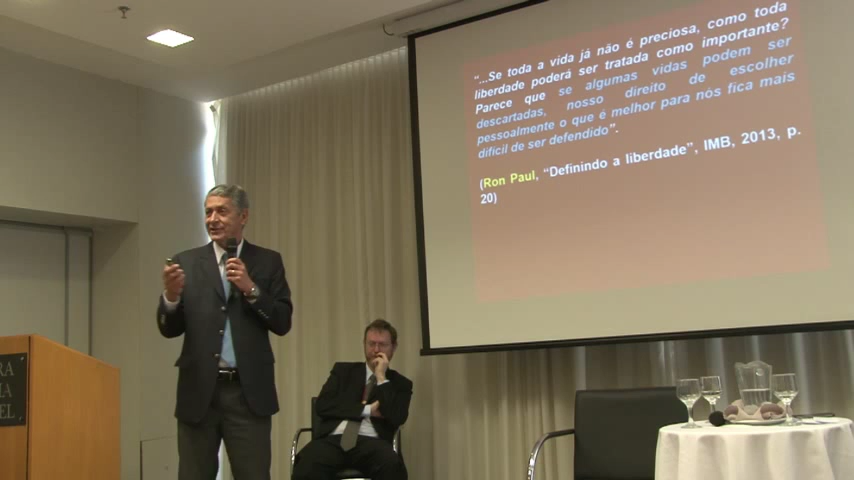 “...Se toda a vida já não é preciosa, como toda
liberdade poderá ser tratada como importante?
Parece que se algumas vidas podem ser
descartadas, nosso direito de escolher
pessoalmente o que é melhor para nós fica mais
difícil de ser defendido”.
(Ron Paul, “Definindo a liberdade”, IMB, 2013, p.
20)
RA
IA
EL